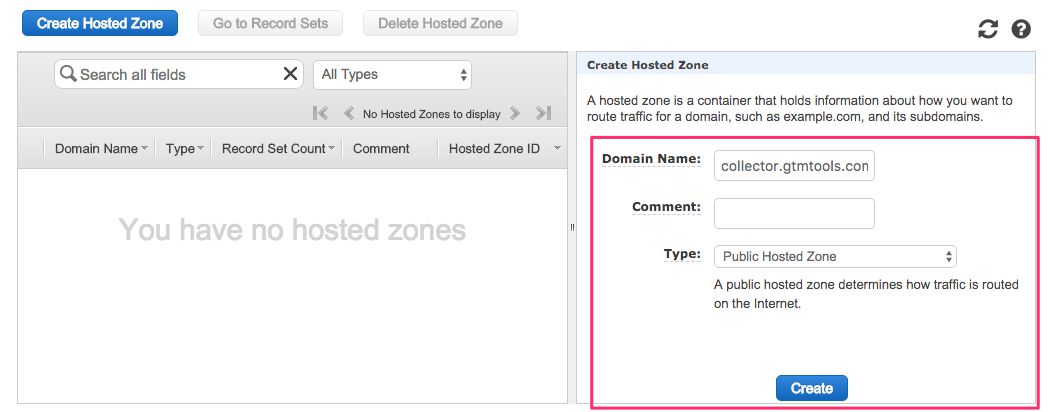 Create Hosted Zone
Go to Record Sets
Delete Hosted Zone
Search all fields
All Types
No Hosted Zones to display
Domain Name
Type
Record Set Count
Comment
Hosted Zone ID
You have no hosted zones
Create Hosted Zone
A hosted zone is a container that holds information about how you want to
route traffic for a domain, such as example.com, and its subdomains.
Domain Name:
collector.gtmtools.com
Comment:
Type:
Public Hosted Zone
A public hosted zone determines how traffic is routed
on the Internet.
Create